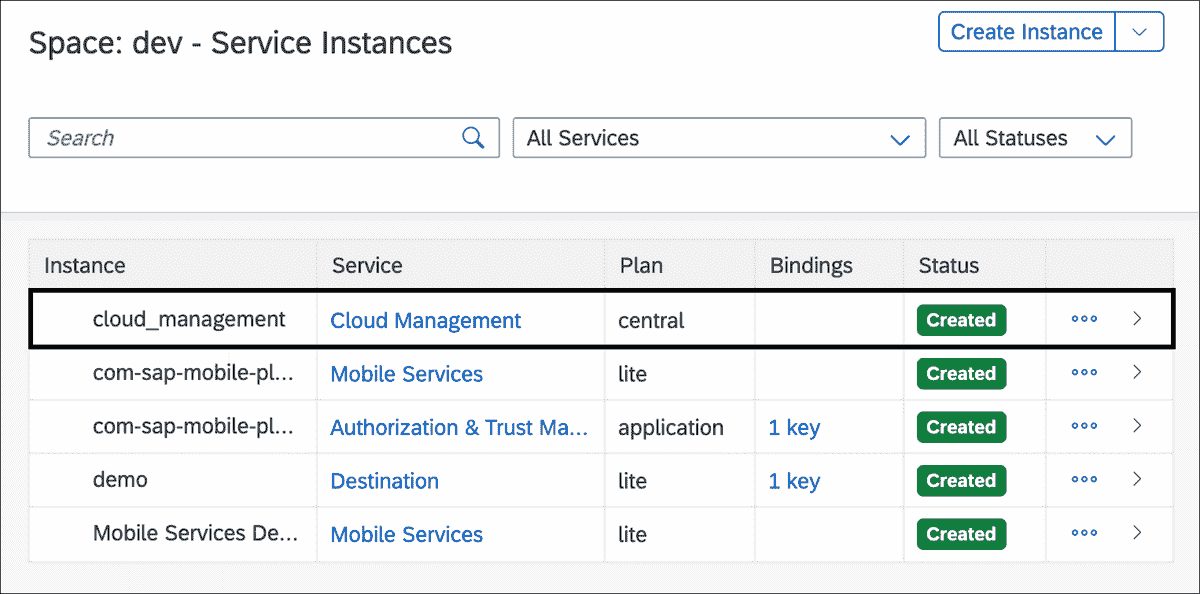 Space: dev - Service Instances
Create Instance
Search
All Services
All Statuses
Instance Service Plan Bindings Status
cloud_management Cloud Management central Created
com-sap-mobile-pl... Mobile Services lite Created
com-sap-mobile-pl... Authorization & Trust Ma... application 1 key Created
demo Destination lite 1 key Created
Mobile Services De... Mobile Services lite Created